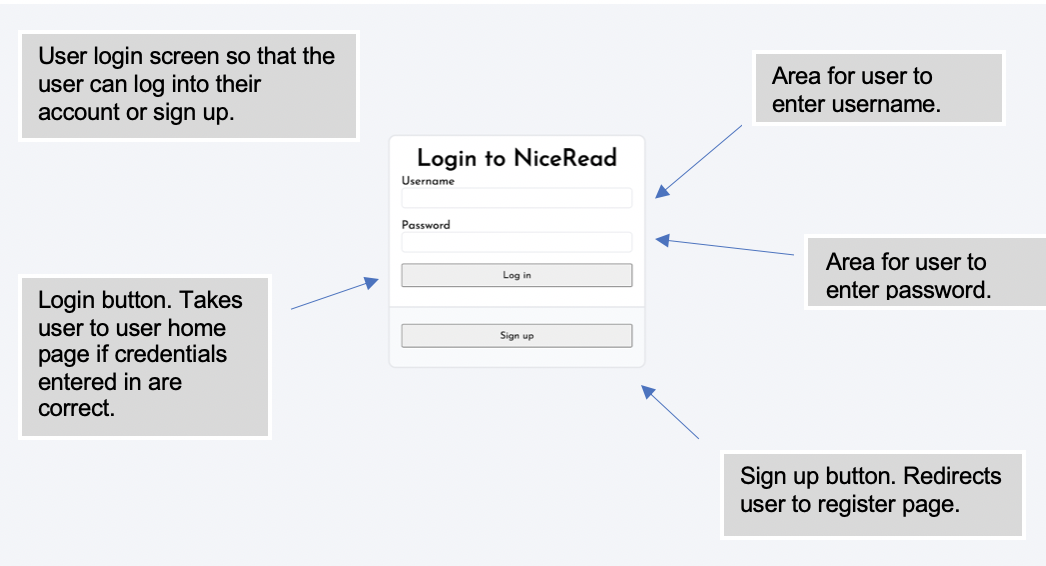 User login screen so that the
user can log into their
account or sign up.
Area for user to
enter username.
Login to NiceRead
Username
Password
Log in
Sign up
Area for user to
enter password.
Login button. Takes
user to user home
page if credentials
entered in are
correct.
Sign up button. Redirects
user to register page.